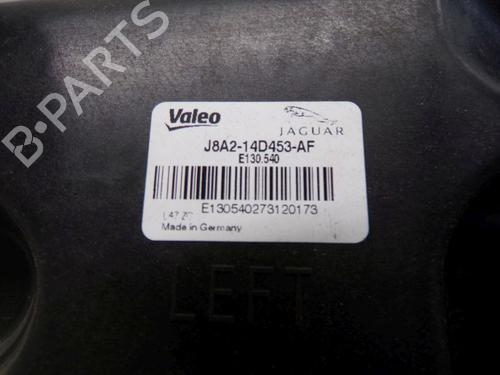 B-PARTS
Valeo
JAGUAR
J8A2-14D453-AF
E130.540
E130540273120173
Made in Germany
LEFT